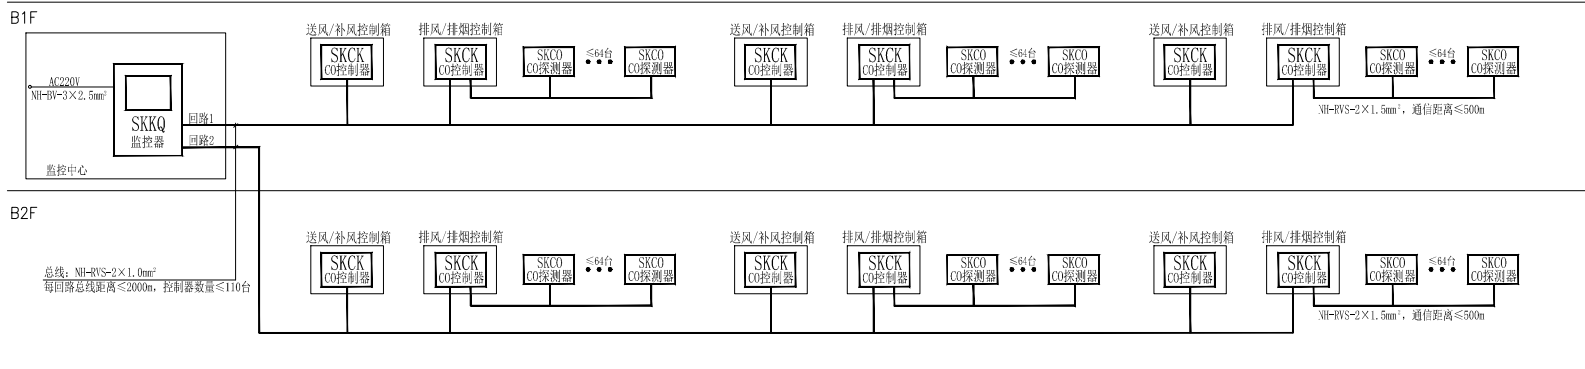 B1F
送风/补风控制箱
排风/排烟控制箱
送风/补风控制箱
排风/排烟控制箱
送风/补风控制箱
排风/排烟控制箱
SKCK
CO控制器
SKCK
CO控制器
SKCO
CO探测器
≤64台
SKCO
CO探测器
SKCK
CO控制器
SKCK
CO控制器
SKCO
CO探测器
≤64台
SKCO
CO探测器
SKCK
CO控制器
SKCK
CO控制器
SKCO
CO探测器
≤64台
SKCO
CO探测器
AC220V
NH-BV-3×2.5mm²
SKKQ
监控器
回路1
回路2
NH-RVS-2×1.5mm²，通信距离≤500m
监控中心
B2F
送风/补风控制箱
排风/排烟控制箱
送风/补风控制箱
排风/排烟控制箱
送风/补风控制箱
排风/排烟控制箱
SKCK
CO控制器
SKCK
CO控制器
SKCO
CO探测器
≤64台
SKCO
CO探测器
SKCK
CO控制器
SKCK
CO控制器
SKCO
CO探测器
≤64台
SKCO
CO探测器
SKCK
CO控制器
SKCK
CO控制器
SKCO
CO探测器
≤64台
SKCO
CO探测器
总线：NH-RVS-2×1.0mm²
每回路总线距离≤2000m，控制器数量≤110台
NH-RVS-2×1.5mm²，通信距离≤500m